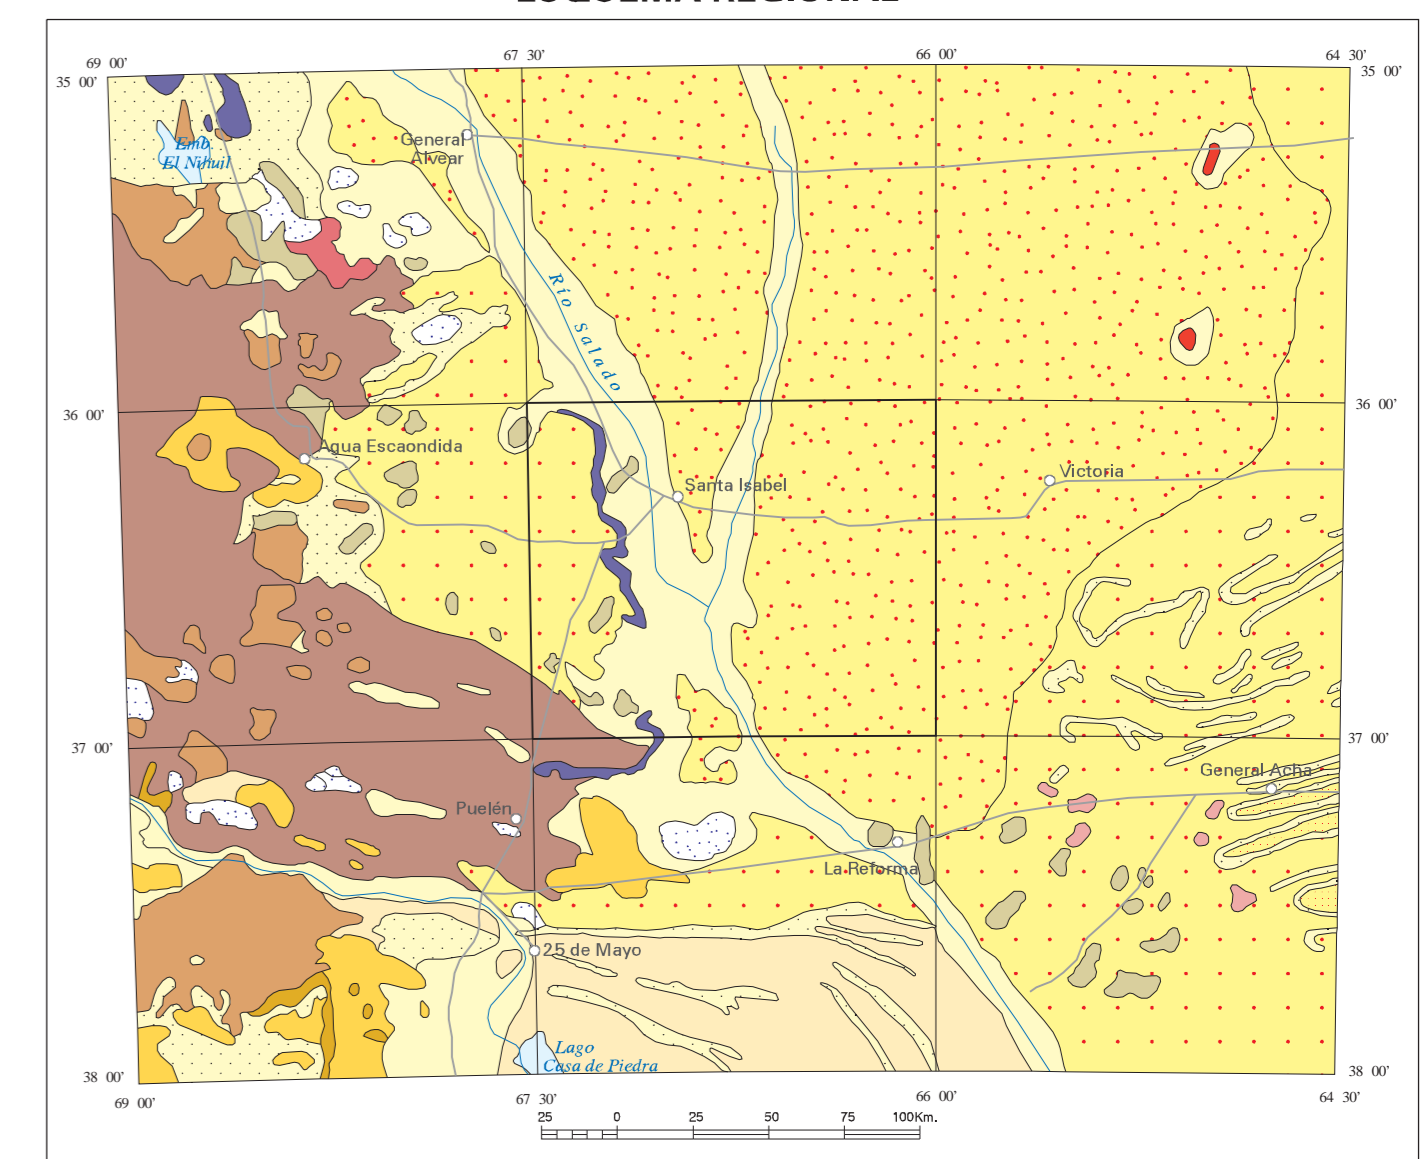 ESQUEMA REGIONAL
69 00'
67 30'
66 00'
64 30'
35 00'
35 00'
General
Alvear
Emb.
El Nihuil
Río Salado
36 00'
36 00'
Agua Escaondida
Santa Isabel
Victoria
37 00'
37 00'
General Acha
Puelén
La Reforma
25 de Mayo
Lago
Casa de Piedra
38 00'
38 00'
69 00'
67 30'
66 00'
64 30'
25 0 25 50 75 100Km.